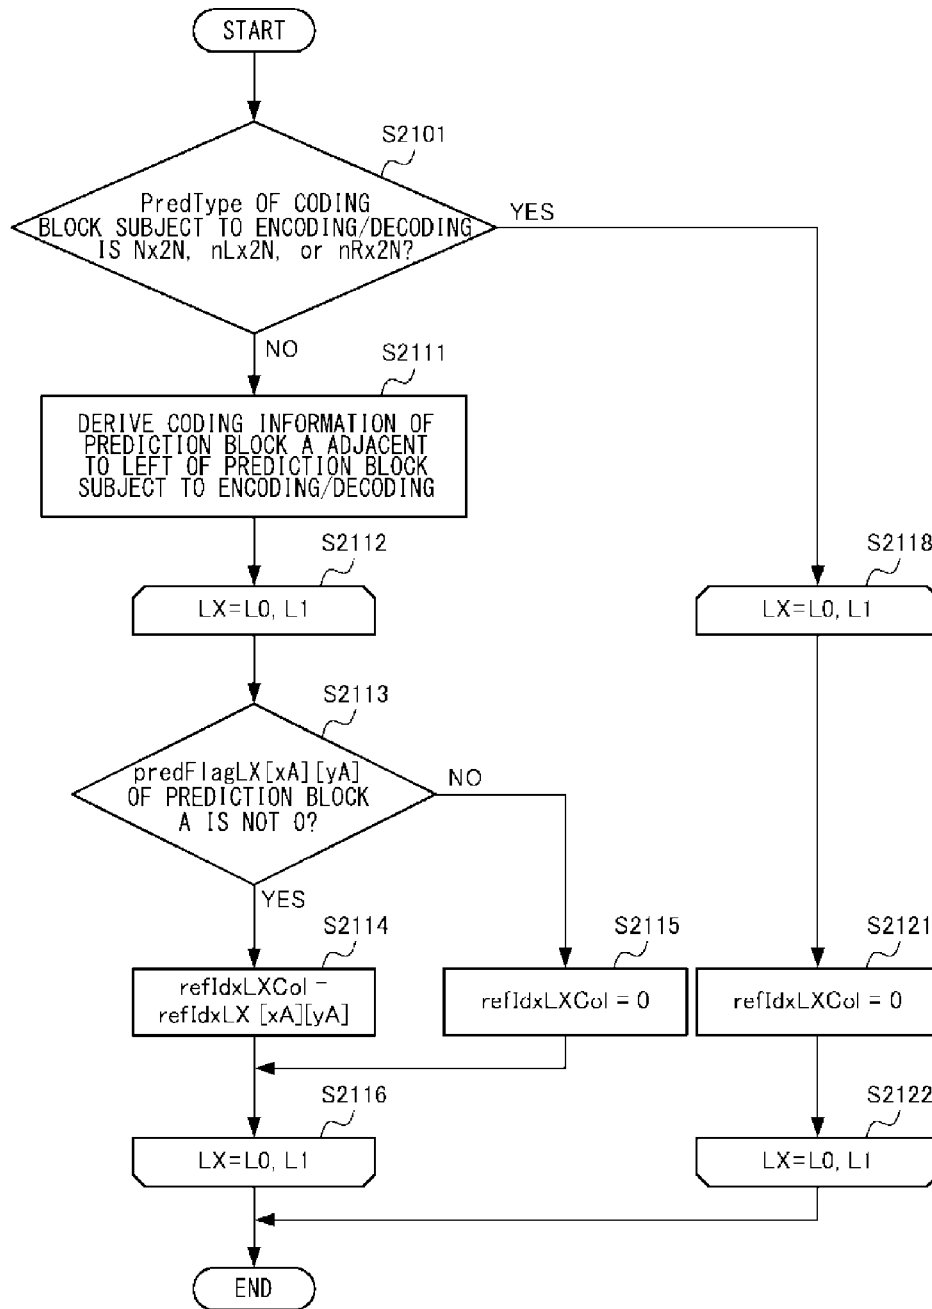 START
S2101
PredType OF CODING
BLOCK SUBJECT TO ENCODING/DECODING
IS Nx2N, nLx2N, or nRx2N?
YES
NO
S2111
DERIVE CODING INFORMATION OF
PREDICTION BLOCK A ADJACENT
TO LEFT OF PREDICTION BLOCK
SUBJECT TO ENCODING/DECODING
S2112
LX=L0, L1
S2118
LX=L0, L1
S2113
predFlagLX[xA][yA]
OF PREDICTION BLOCK
A IS NOT 0?
NO
YES
S2114
refIdxLXCol =
refIdxLX [xA][yA]
S2115
refIdxLXCol = 0
S2121
refIdxLXCol = 0
S2116
LX=L0, L1
S2122
LX=L0, L1
END